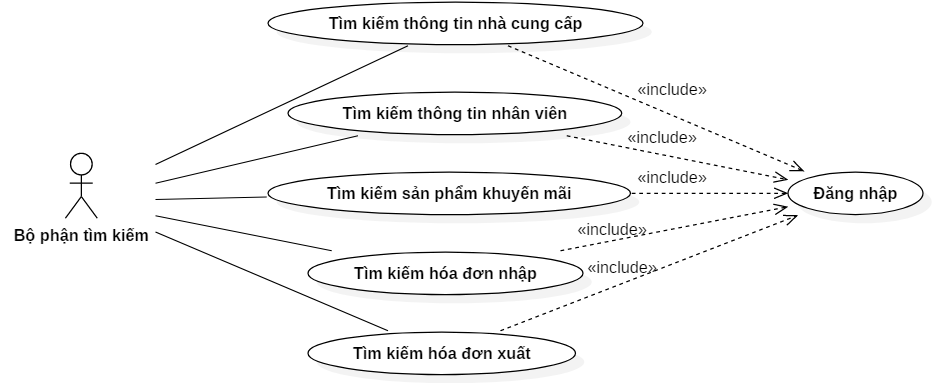 Tìm kiếm thông tin nhà cung cấp
«include»
Tìm kiếm thông tin nhân viên
«include»
«include»
Tìm kiếm sản phẩm khuyến mãi
Đăng nhập
Bộ phận tìm kiếm
«include»
Tìm kiếm hóa đơn nhập
«include»
Tìm kiếm hóa đơn xuất